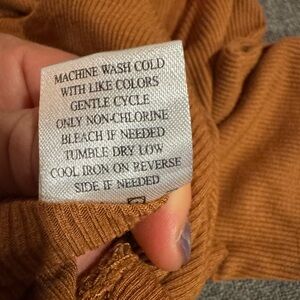 MACHINE WASH COLD
WITH LIKE COLORS
GENTLE CYCLE
ONLY NON-CHLORINE
BLEACH IF NEEDED
TUMBLE DRY LOW
COOL IRON ON REVERSE
SIDE IF NEEDED